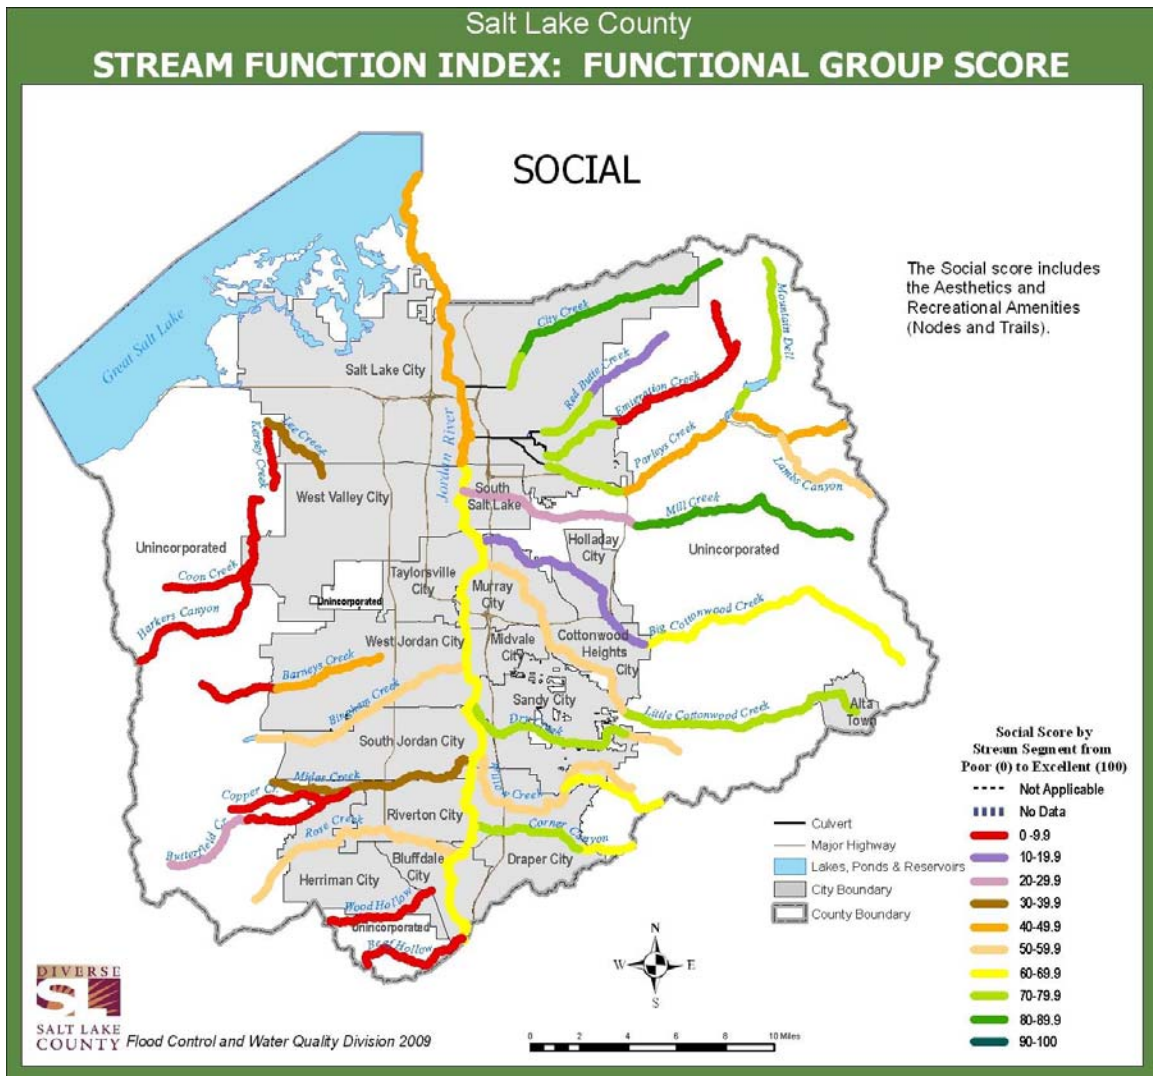 Salt Lake County
STREAM FUNCTION INDEX: FUNCTIONAL GROUP SCORE
SOCIAL
The Social score includes
the Aesthetics and
Recreational Amenities
(Nodes and Trails).
Great Salt Lake
City Creek
Mountain Dell
Salt Lake City
Red Butte Creek
Emigration Creek
Jordan River
Lee Creek
Kersey Creek
Parleys Creek
Lambs Canyon
West Valley City
South
Salt Lake
Mill Creek
Unincorporated
Holladay
City
Unincorporated
Coon Creek
Taylorsville
City
Murray
City
Unincorporated
Harkers Canyon
Big Cottonwood Creek
West Jordan City
Midvale
City
Cottonwood
Heights
City
Barneys Creek
Bingham Creek
Sandy City
Little Cottonwood Creek
Alta
Town
South Jordan City
Dry Creek
Midas Creek
Willow Creek
Copper Cr.
Riverton City
Rose Creek
Corner Canyon
Butterfield Cr.
Bluffdale
City
Draper City
Herriman City
Wood Hollow
Unincorporated
Beef Hollow
Social Score by
Stream Segment from
Poor (0) to Excellent (100)
Not Applicable
No Data
0 -9.9
10-19.9
20-29.9
30-39.9
40-49.9
50-59.9
60-69.9
70-79.9
80-89.9
90-100
Culvert
Major Highway
Lakes, Ponds & Reservoirs
City Boundary
County Boundary
N
W E
S
0 2 4 6 8 10 Miles
DIVERSE
SL
SALT LAKE
COUNTY
Flood Control and Water Quality Division 2009